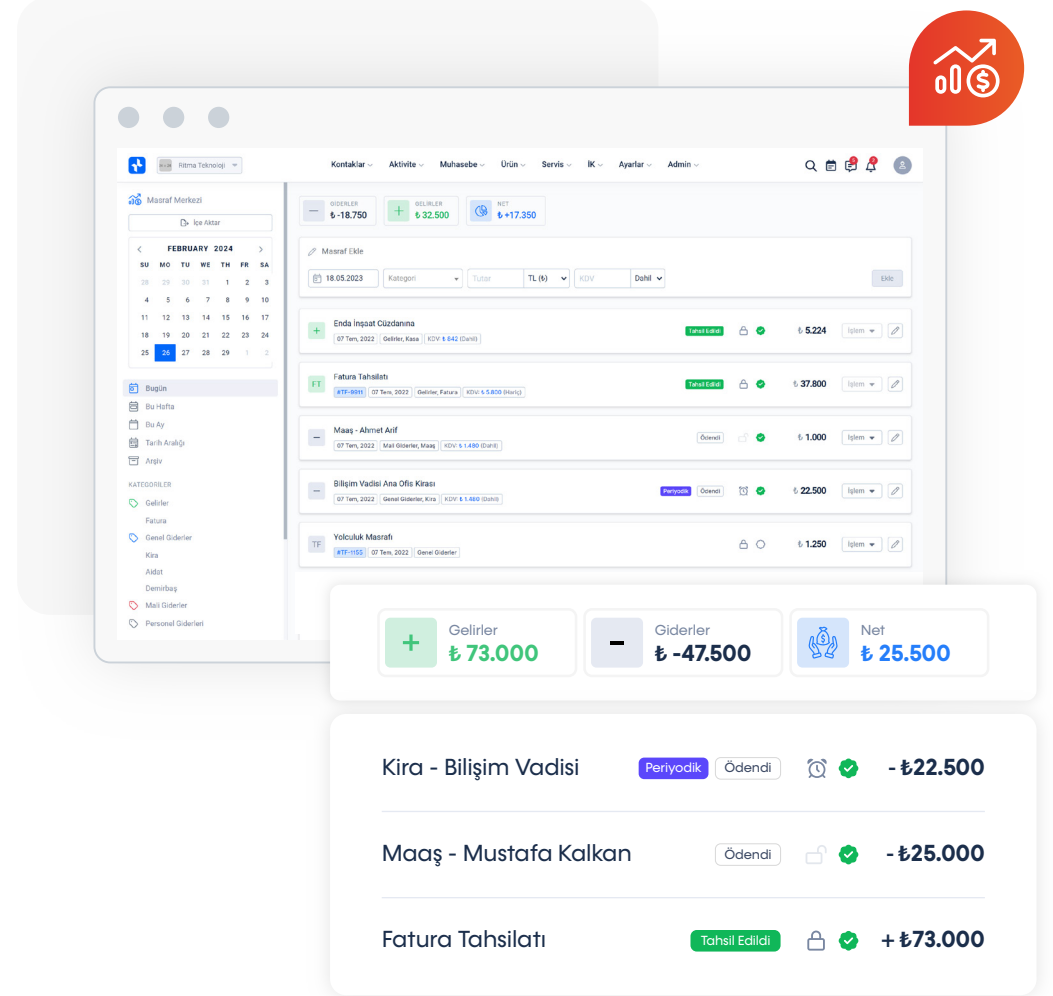 Ritma Teknoloji
Kontaklar
Aktivite
Muhasebe
Ürün
Servis
İK
Ayarlar
Admin
Masraf Merkezi
İçe Aktar
FEBRUARY 2024
SU MO TU WE TH FR SA
28 29 30 31 1 2 3
4 5 6 7 8 9 10
11 12 13 14 15 16 17
18 19 20 21 22 23 24
25 26 27 28 29 1 2
Bugün
Bu Hafta
Bu Ay
Tarih Aralığı
Arşiv
KATEGORİLER
Gelirler
Fatura
Genel Giderler
Kira
Aidat
Demirbaş
Mali Giderler
Personel Giderleri
GİDERLER
₺ -18.750
GELİRLER
₺ 32.500
NET
₺ +17.350
Masraf Ekle
18.05.2023 Kategori Tutar TL (₺) KDV Dahil Ekle
Enda İnşaat Cüzdanına
07 Tem, 2022 Gelirler, Kasa KDV: ₺ 842 (Dahil)
Tahsil Edildi ₺ 5.224 İşlem
Fatura Tahsilatı
FT
#TF-9911 07 Tem, 2022 Gelirler, Fatura KDV: ₺ 5.800 (Hariç)
Tahsil Edildi ₺ 37.800 İşlem
Maaş - Ahmet Arif
07 Tem, 2022 Mali Giderler, Maaş KDV: ₺ 1.480 (Dahil)
Ödendi ₺ 1.000 İşlem
Bilişim Vadisi Ana Ofis Kirası
07 Tem, 2022 Genel Giderler, Kira KDV: ₺ 1.480 (Dahil)
Periyodik Ödendi ₺ 22.500 İşlem
Yolculuk Masrafı
TF
#TF-1155 07 Tem, 2022 Genel Giderler
₺ 1.250 İşlem
Gelirler
₺ 73.000
Giderler
₺ -47.500
Net
₺ 25.500
Kira - Bilişim Vadisi Periyodik Ödendi - ₺22.500
Maaş - Mustafa Kalkan Ödendi - ₺25.000
Fatura Tahsilatı Tahsil Edildi + ₺73.000